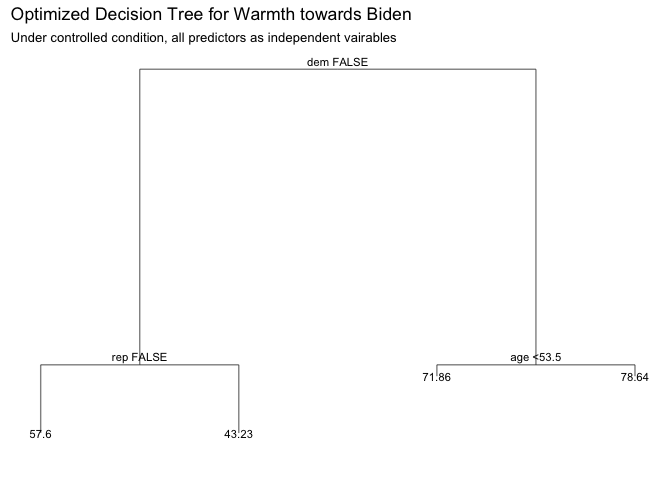 Optimized Decision Tree for Warmth towards Biden
Under controlled condition, all predictors as independent vairables
dem FALSE
rep FALSE
age <53.5
71.86
78.64
57.6
43.23